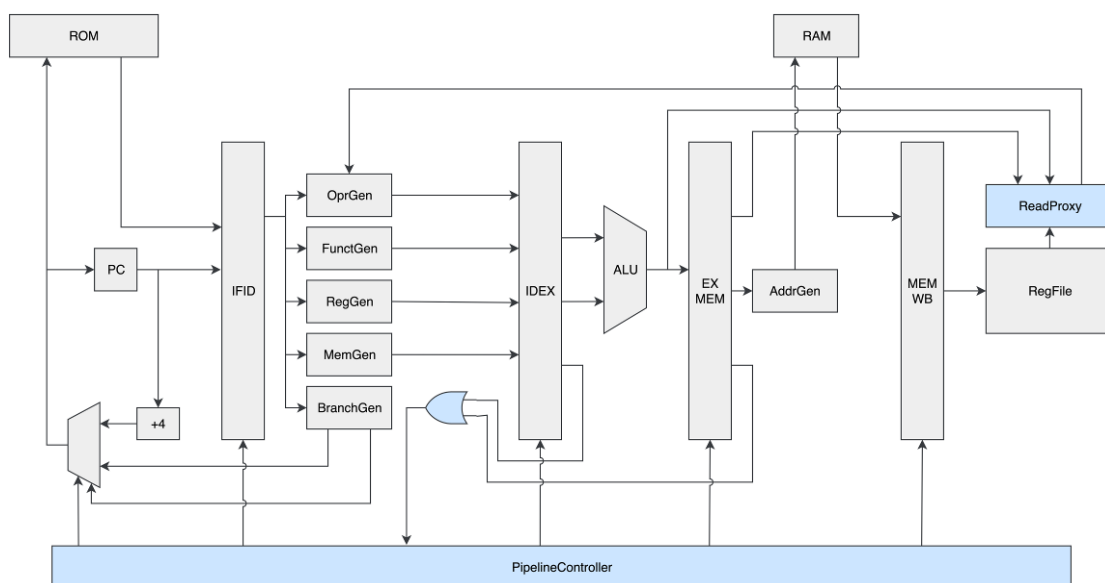 ROM
RAM
OprGen
ReadProxy
FunctGen
PC
IFID
ALU
IDEX
EX
MEM
AddrGen
MEM
WB
RegFile
RegGen
MemGen
BranchGen
+4
PipelineController